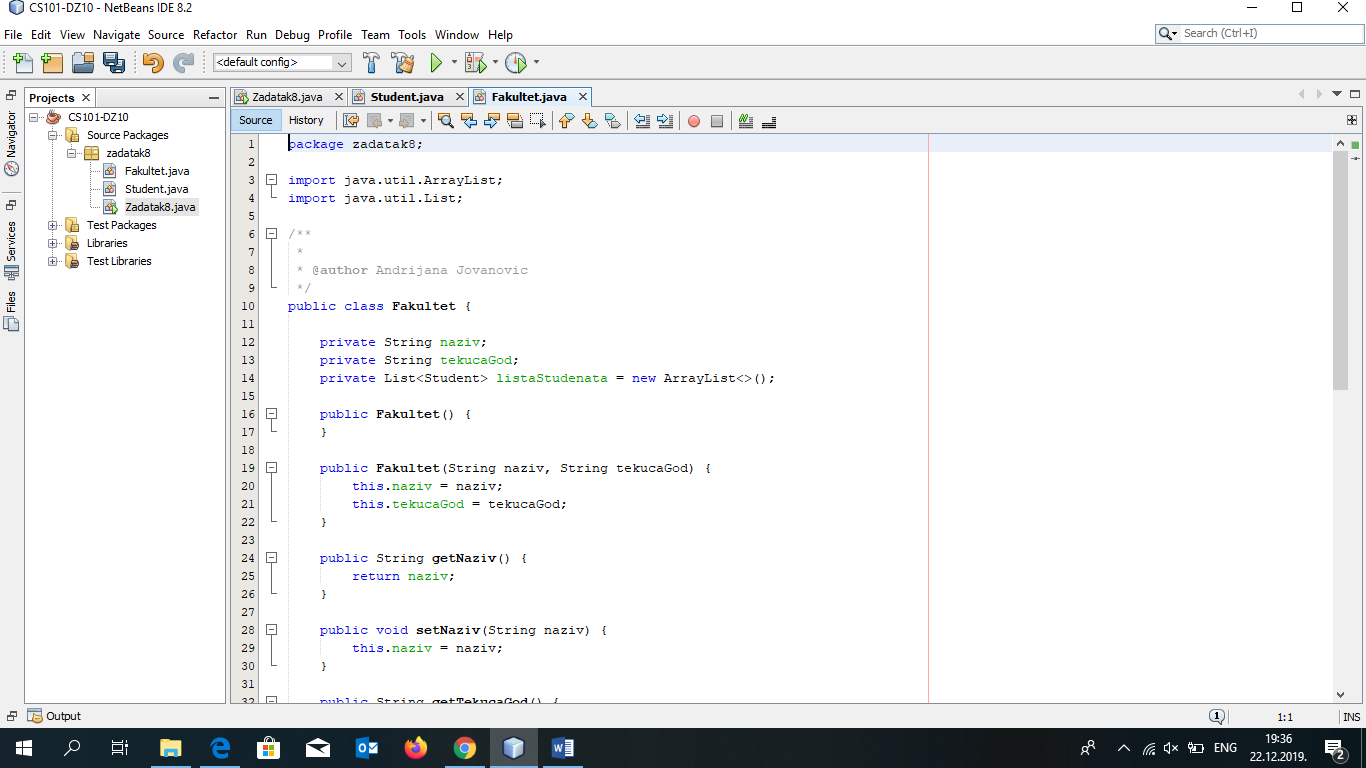 CS101-DZ10 - NetBeans IDE 8.2
File Edit View Navigate Source Refactor Run Debug Profile Team Tools Window Help
Search (Ctrl+I)
<default config>
Projects
Zadatak8.java Student.java Fakultet.java
Source History
Navigator
Services
Files
CS101-DZ10
Source Packages
zadatak8
Fakultet.java
Student.java
Zadatak8.java
Test Packages
Libraries
Test Libraries
1 package zadatak8;
2
3 import java.util.ArrayList;
4 import java.util.List;
5
6 /**
7 *
8 * @author Andrijana Jovanovic
9 */
10 public class Fakultet {
11
12 private String naziv;
13 private String tekucaGod;
14 private List<Student> listaStudenata = new ArrayList<>();
15
16 public Fakultet() {
17 }
18
19 public Fakultet(String naziv, String tekucaGod) {
20 this.naziv = naziv;
21 this.tekucaGod = tekucaGod;
22 }
23
24 public String getNaziv() {
25 return naziv;
26 }
27
28 public void setNaziv(String naziv) {
29 this.naziv = naziv;
30 }
31
32 public String getTekucaGod() {
Output
1 1:1 INS
ENG
19:36
22.12.2019.
2